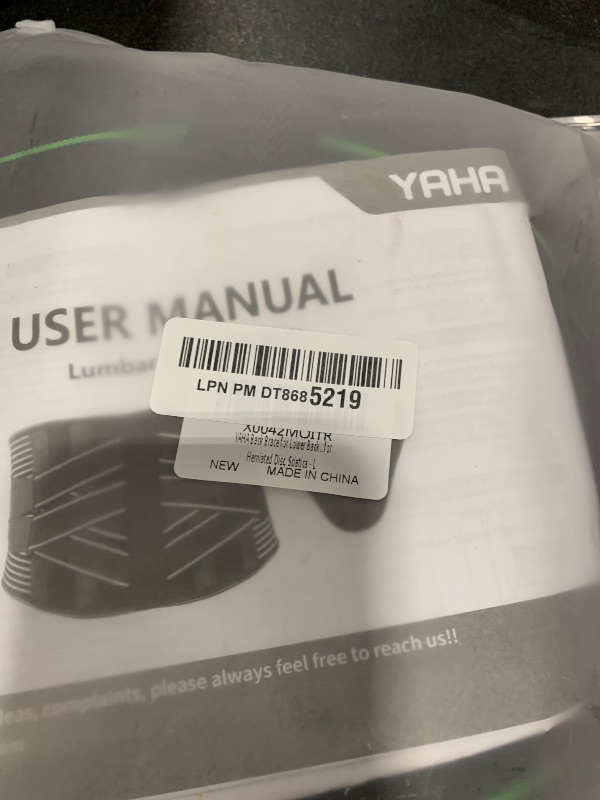 YAHA
USER MANUAL
Lumbar
LPN PM DT8685219
X0042MOITR
YAHA Back Brace for Lower Back...for
Herniated Disc, Sciatica - L
NEW MADE IN CHINA
ideas, complaints, please always feel free to reach us!!